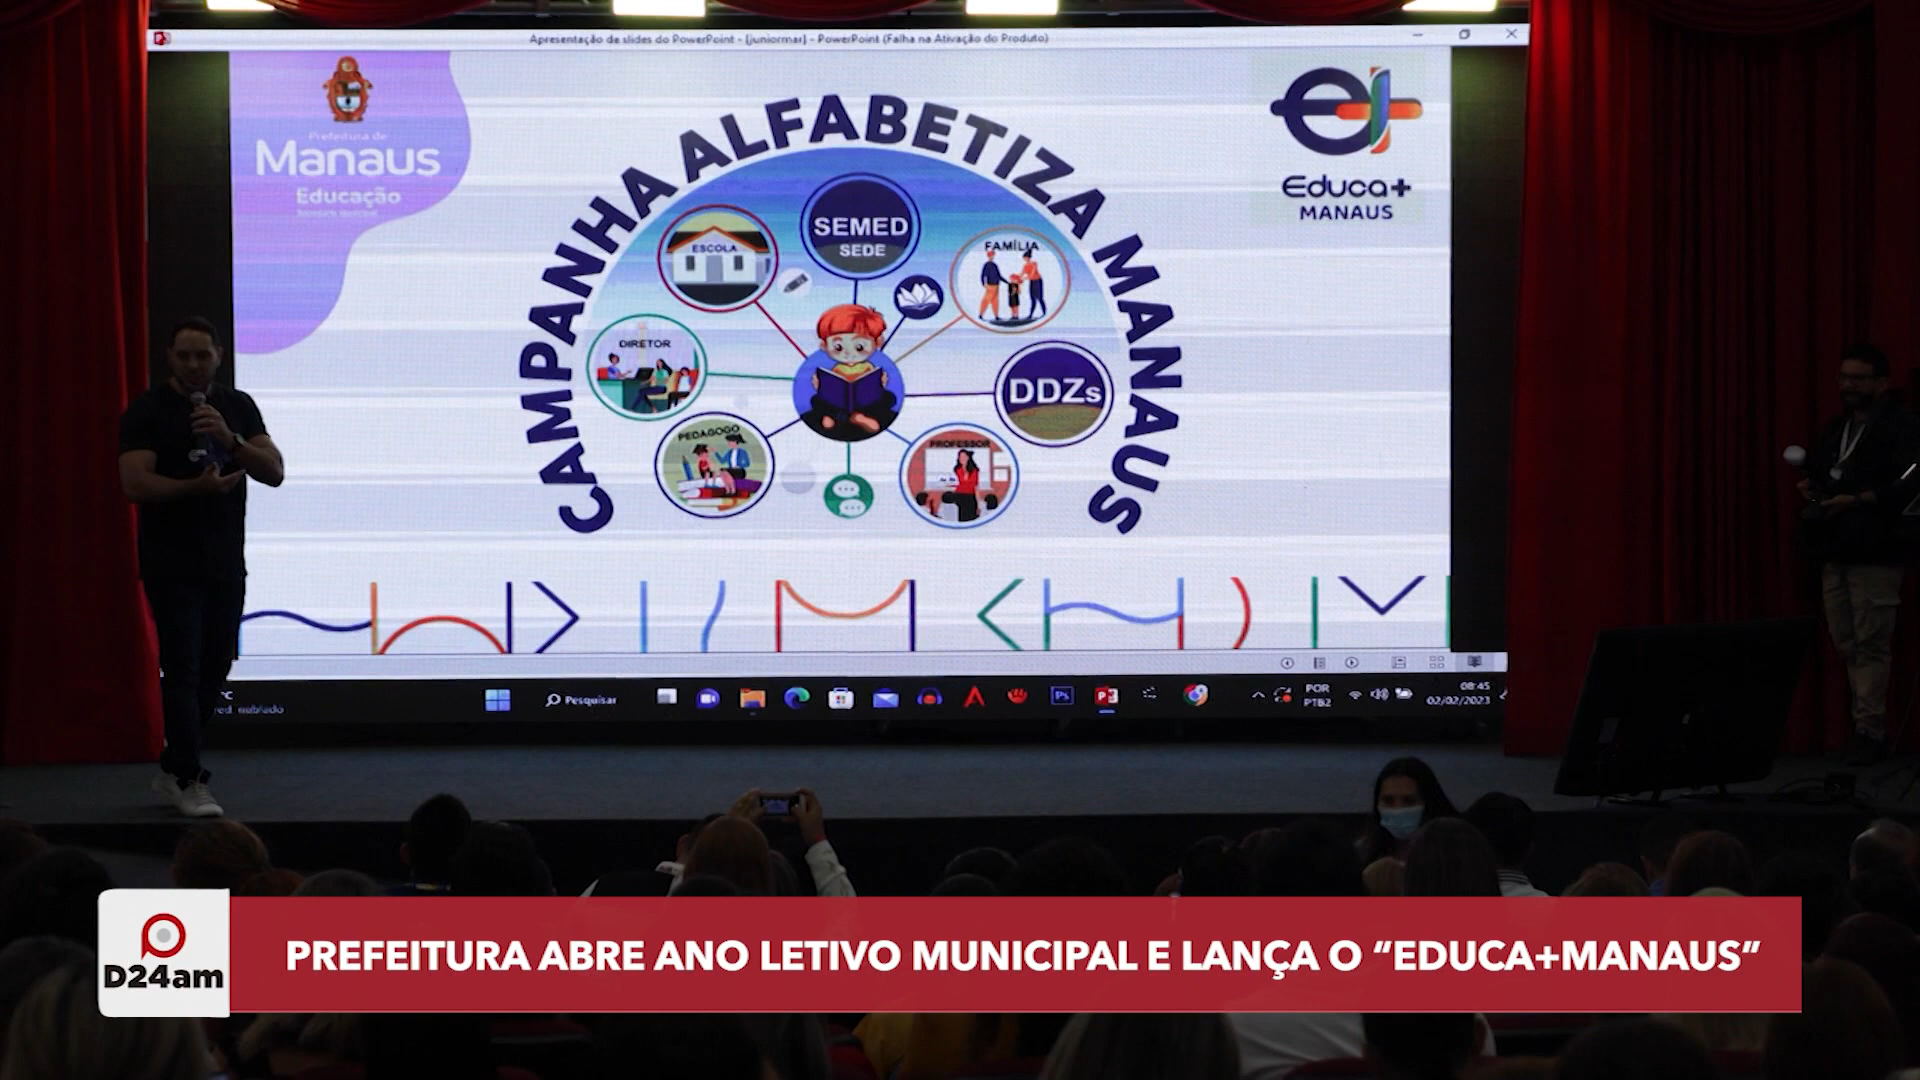 Apresentação de slides do PowerPoint - [juniormar] - PowerPoint (Falha na Ativação do Produto)
Prefeitura de
Manaus
Educação
CAMPANHA ALFABETIZA MANAUS
Educa+
MANAUS
ESCOLA
SEMED
SEDE
FAMÍLIA
DIRETOR
DDZs
PEDAGOGO
PROFESSOR
Pesquisar
Ps
POR
PTB2
08:45
02/02/2023
D24am
PREFEITURA ABRE ANO LETIVO MUNICIPAL E LANÇA O “EDUCA+MANAUS”